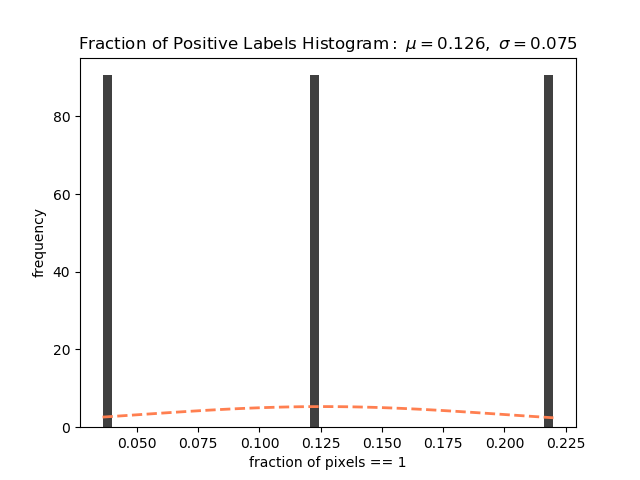 Fraction of Positive Labels Histogram: μ = 0.126, σ = 0.075
80
60
40
20
0
frequency
0.050 0.075 0.100 0.125 0.150 0.175 0.200 0.225
fraction of pixels == 1